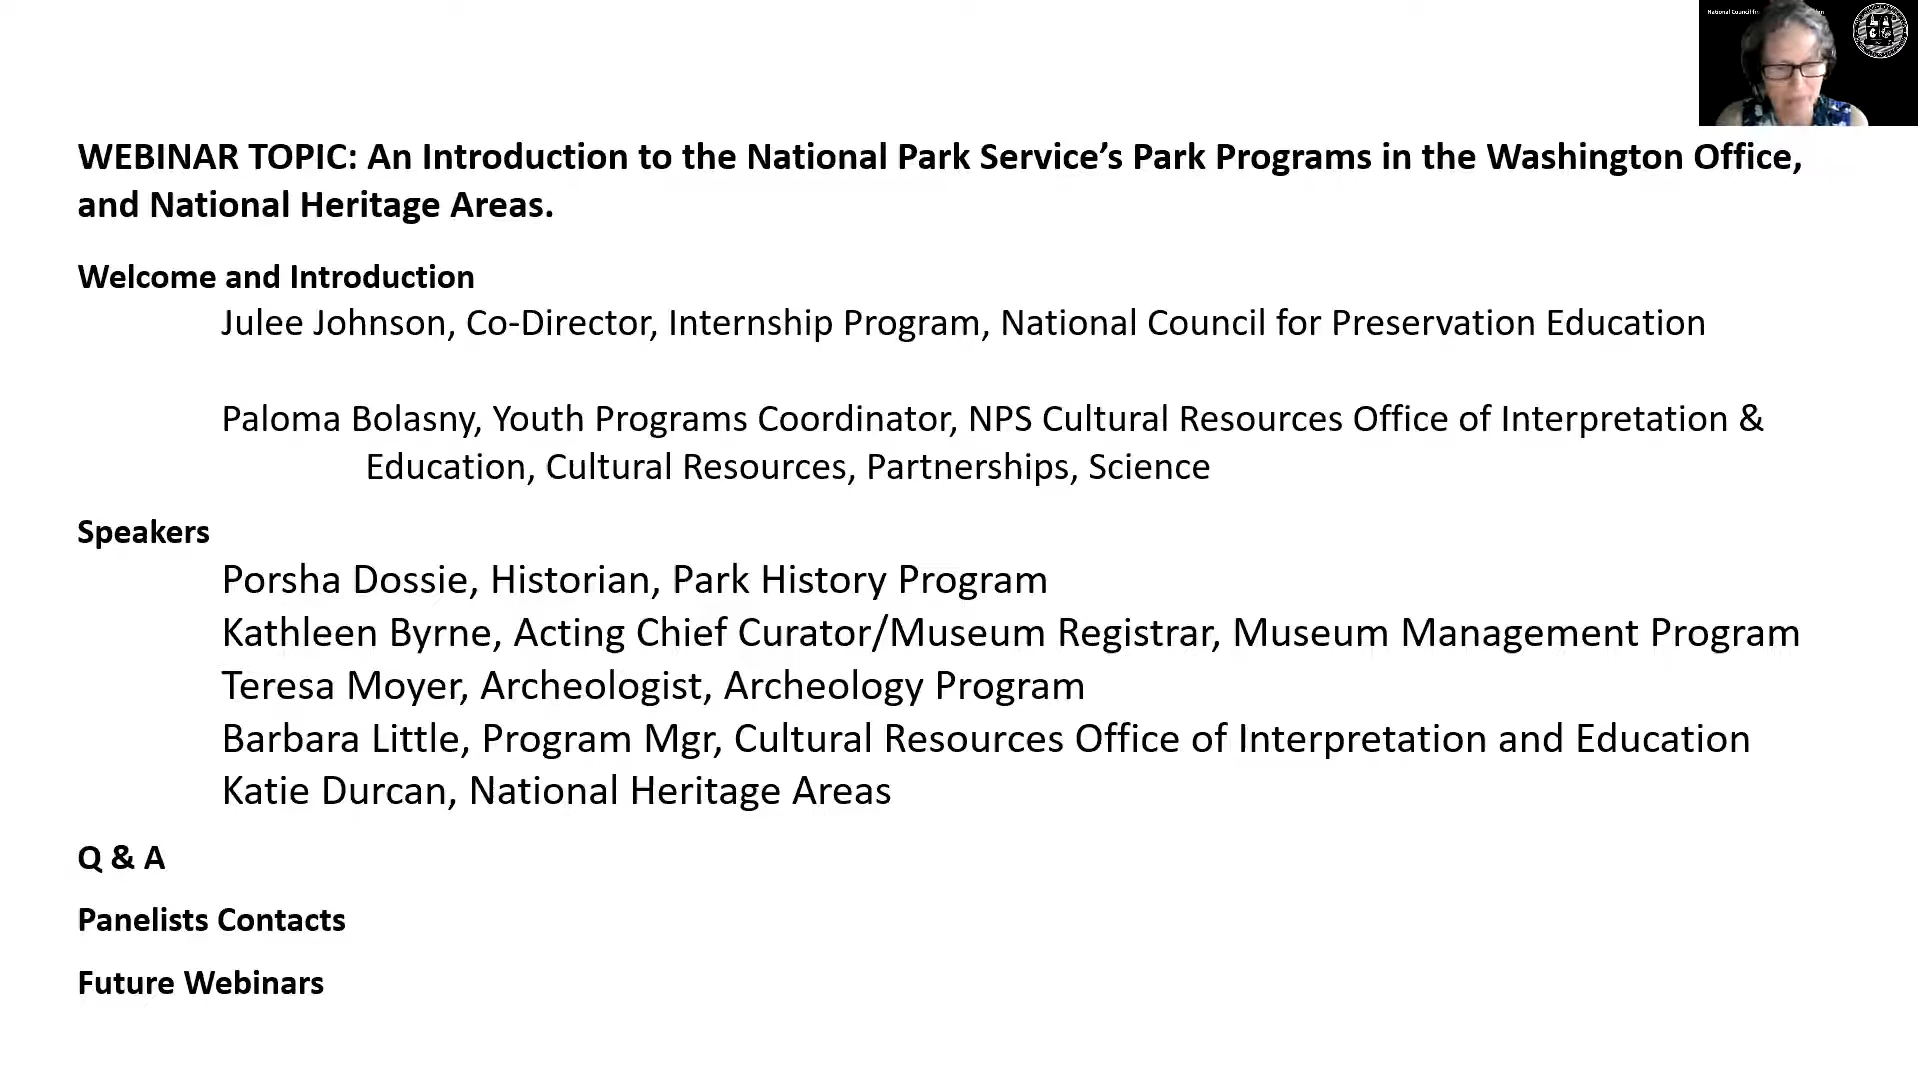 National Council f
WEBINAR TOPIC: An Introduction to the National Park Service’s Park Programs in the Washington Office,
and National Heritage Areas.
Welcome and Introduction
Julee Johnson, Co-Director, Internship Program, National Council for Preservation Education
Paloma Bolasny, Youth Programs Coordinator, NPS Cultural Resources Office of Interpretation &
Education, Cultural Resources, Partnerships, Science
Speakers
Porsha Dossie, Historian, Park History Program
Kathleen Byrne, Acting Chief Curator/Museum Registrar, Museum Management Program
Teresa Moyer, Archeologist, Archeology Program
Barbara Little, Program Mgr, Cultural Resources Office of Interpretation and Education
Katie Durcan, National Heritage Areas
Q & A
Panelists Contacts
Future Webinars